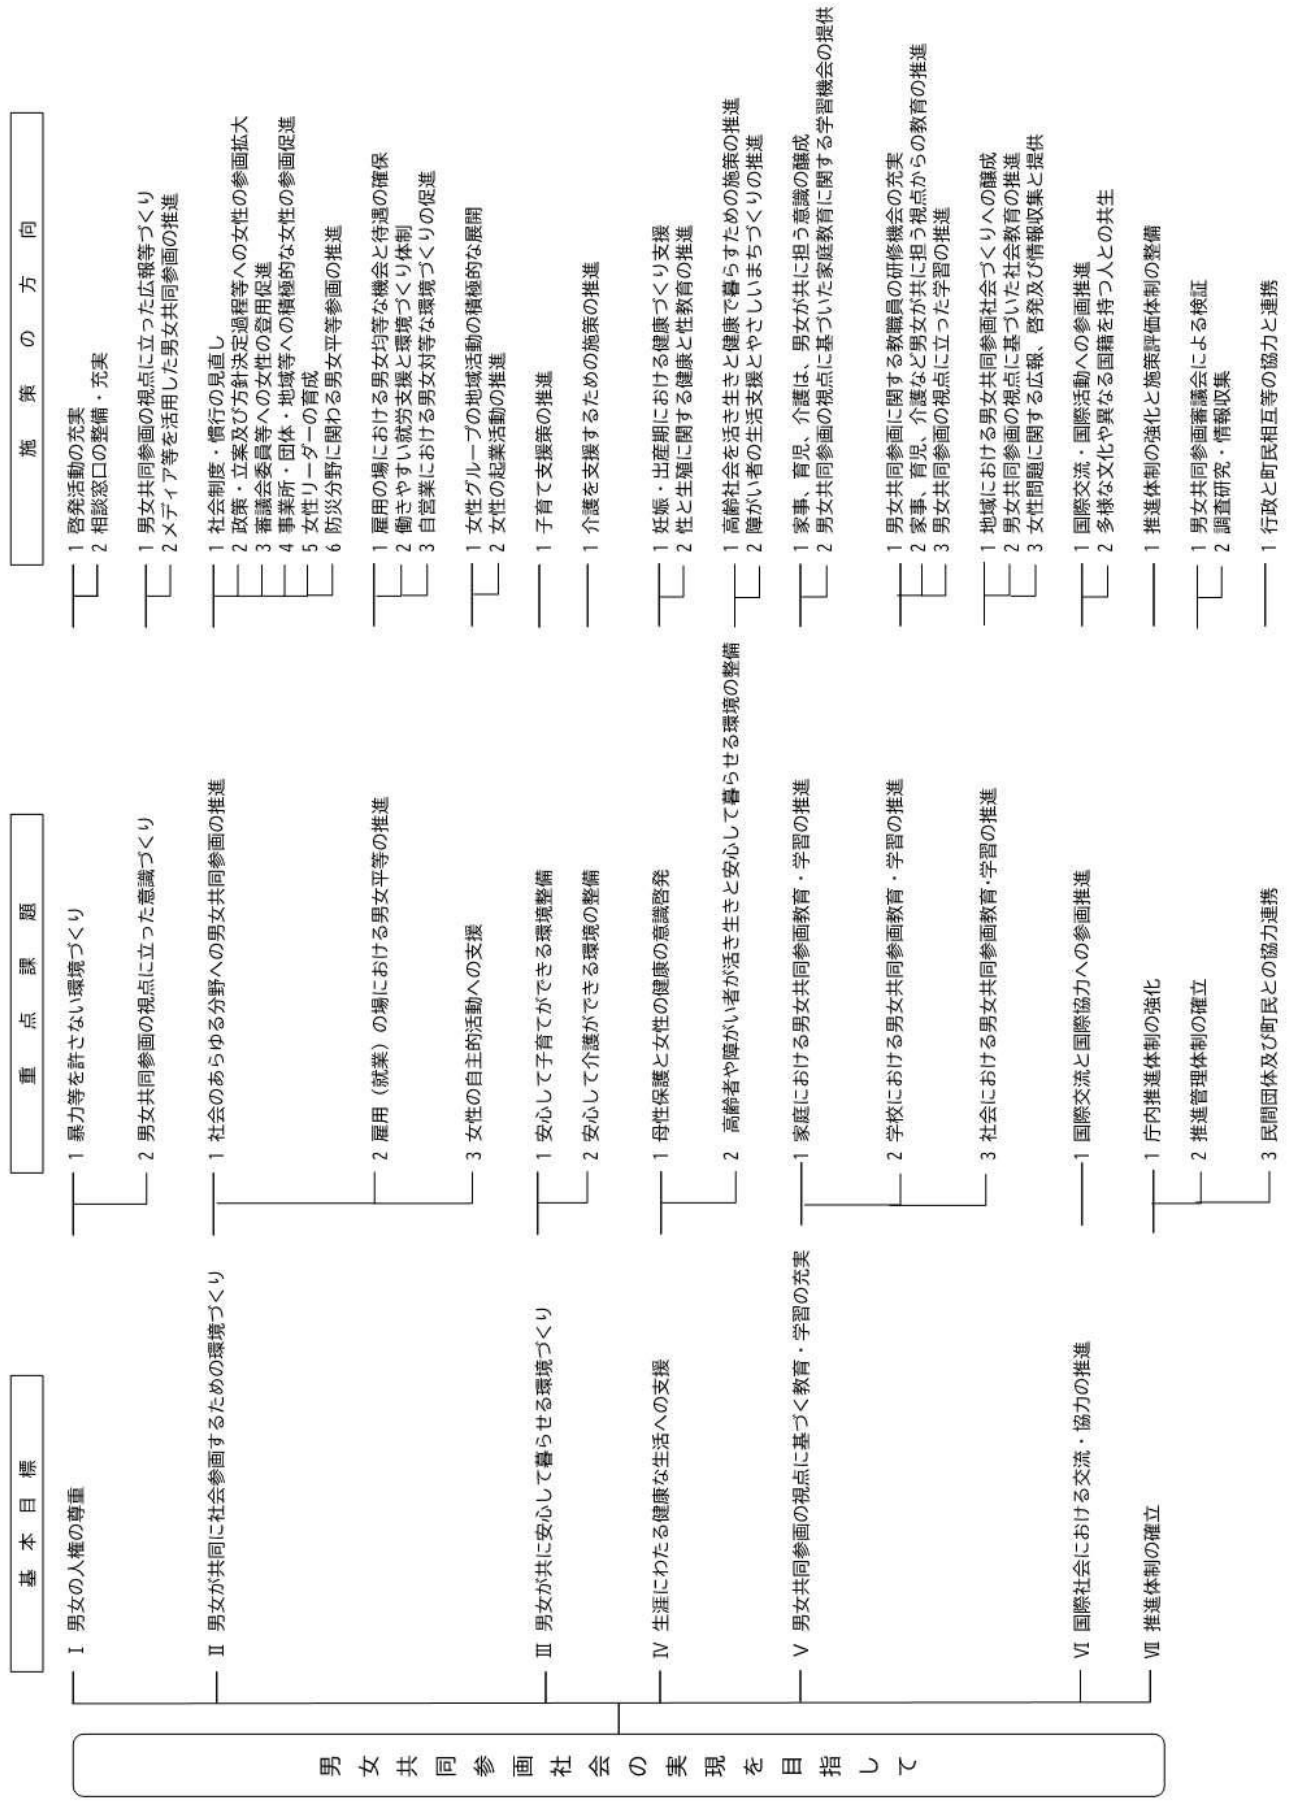 男女共同参画社会の実現を目指して
基本目標
Ⅰ 男女の人権の尊重
Ⅱ 男女が共同に社会参画するための環境づくり
Ⅲ 男女が共に安心して暮らせる環境づくり
Ⅳ 生涯にわたる健康な生活への支援
Ⅴ 男女共同参画の視点に基づく教育・学習の充実
Ⅵ 国際社会における交流・協力の推進
Ⅶ 推進体制の確立
重点課題
1 暴力等を許さない環境づくり
2 男女共同参画の視点に立った意識づくり
1 社会のあらゆる分野への男女共同参画の推進
2 雇用（就業）の場における男女平等の推進
3 女性の自主的活動への支援
1 安心して子育てができる環境整備
2 安心して介護ができる環境の整備
1 母性保護と女性の健康の意識啓発
2 高齢者や障がい者が活き生きと安心して暮らせる環境の整備
1 家庭における男女共同参画教育・学習の推進
2 学校における男女共同参画教育・学習の推進
3 社会における男女共同参画教育・学習の推進
1 国際交流と国際協力への参画推進
1 庁内推進体制の強化
2 推進管理体制の確立
3 民間団体及び町民との協力連携
施策の方向
1 啓発活動の充実
2 相談窓口の整備・充実
1 男女共同参画の視点に立った広報等づくり
2 メディア等を活用した男女共同参画の推進
1 社会制度・慣行の見直し
2 政策・立案及び方針決定過程等への女性の参画拡大
3 審議会委員等への女性の登用促進
4 事業所・団体・地域等への積極的な女性の参画促進
5 女性リーダーの育成
6 防災分野に関わる男女平等参画の推進
1 雇用の場における男女均等な機会と待遇の確保
2 働きやすい就労支援と環境づくり体制
3 自営業における男女対等な環境づくりの促進
1 女性グループの地域活動の積極的な展開
2 女性の起業活動の推進
1 子育て支援策の推進
1 介護を支援するための施策の推進
1 妊娠・出産期における健康づくり支援
2 性と生殖に関する健康と性教育の推進
1 高齢社会を活き生きと健康で暮らすための施策の推進
2 障がい者の生活支援とやさしいまちづくりの推進
1 家事、育児、介護は、男女が共に担う意識の醸成
2 男女共同参画の視点に基づいた家庭教育に関する学習機会の提供
1 男女共同参画に関する教職員の研修機会の充実
2 家事、育児、介護など男女が共に担う視点からの教育の推進
3 男女共同参画の視点に立った学習の推進
1 地域における男女共同参画社会づくりへの醸成
2 男女共同参画の視点に基づいた社会教育の推進
3 女性問題に関する広報、啓発及び情報収集と提供
1 国際交流・国際活動への参画推進
2 多様な文化や異なる国籍を持つ人との共生
1 推進体制の強化と施策評価体制の整備
1 男女共同参画審議会による検証
2 調査研究・情報収集
1 行政と町民相互等の協力と連携